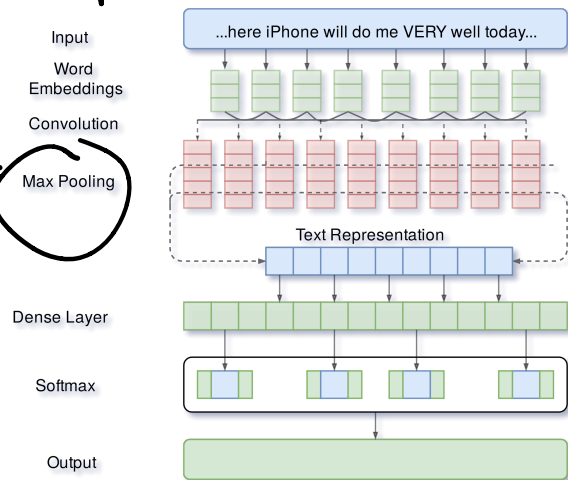 Input
...here iPhone will do me VERY well today...
Word
Embeddings
Convolution
Max Pooling
Text Representation
Dense Layer
Softmax
Output